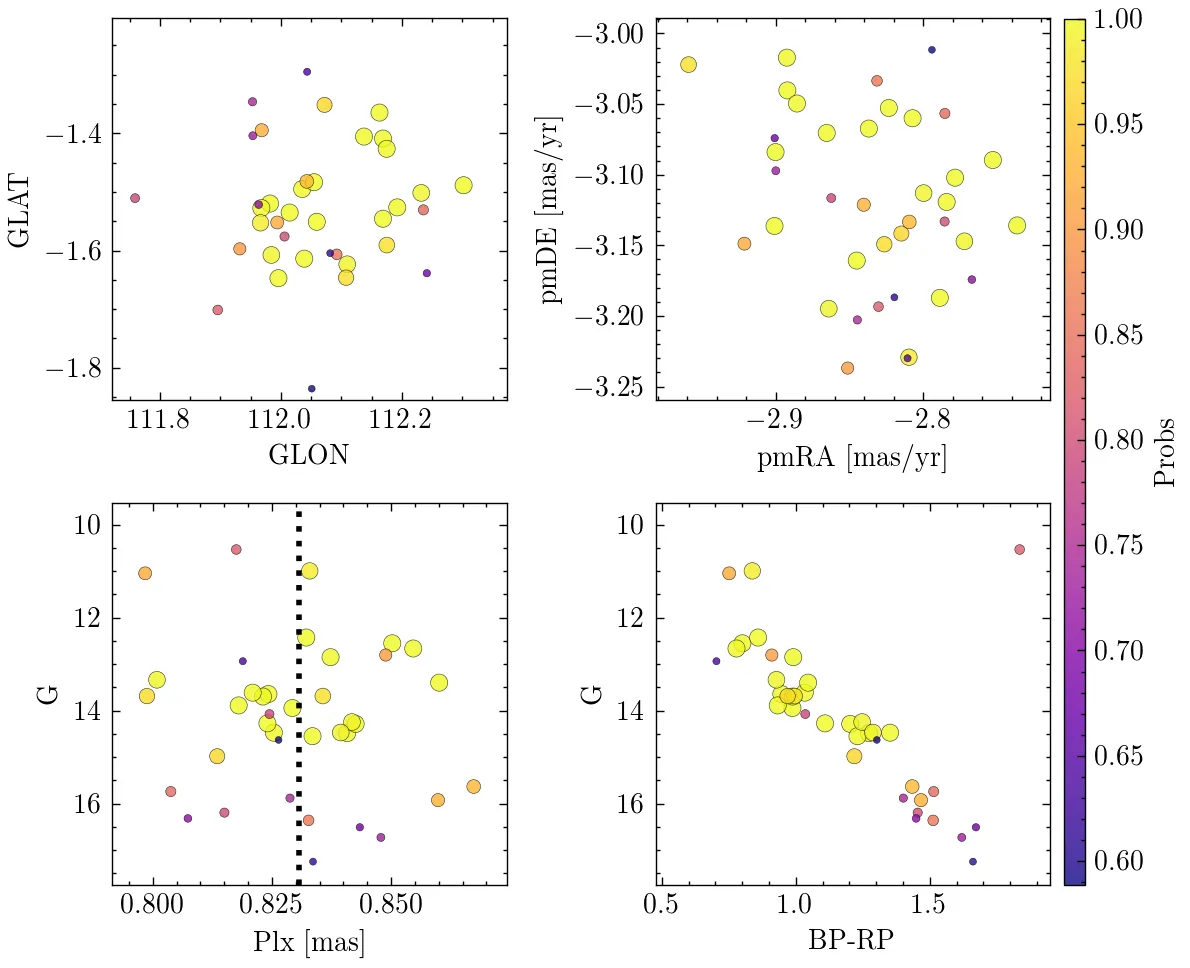 −1.4
−1.6
−1.8
GLAT
111.8 112.0 112.2
GLON
−3.00
−3.05
−3.10
−3.15
−3.20
−3.25
pmDE [mas/yr]
−2.9 −2.8
pmRA [mas/yr]
10
12
14
16
G
0.800 0.825 0.850
Plx [mas]
10
12
14
16
G
0.5 1.0 1.5
BP-RP
1.00
0.95
0.90
0.85
0.80
0.75
0.70
0.65
0.60
Probs